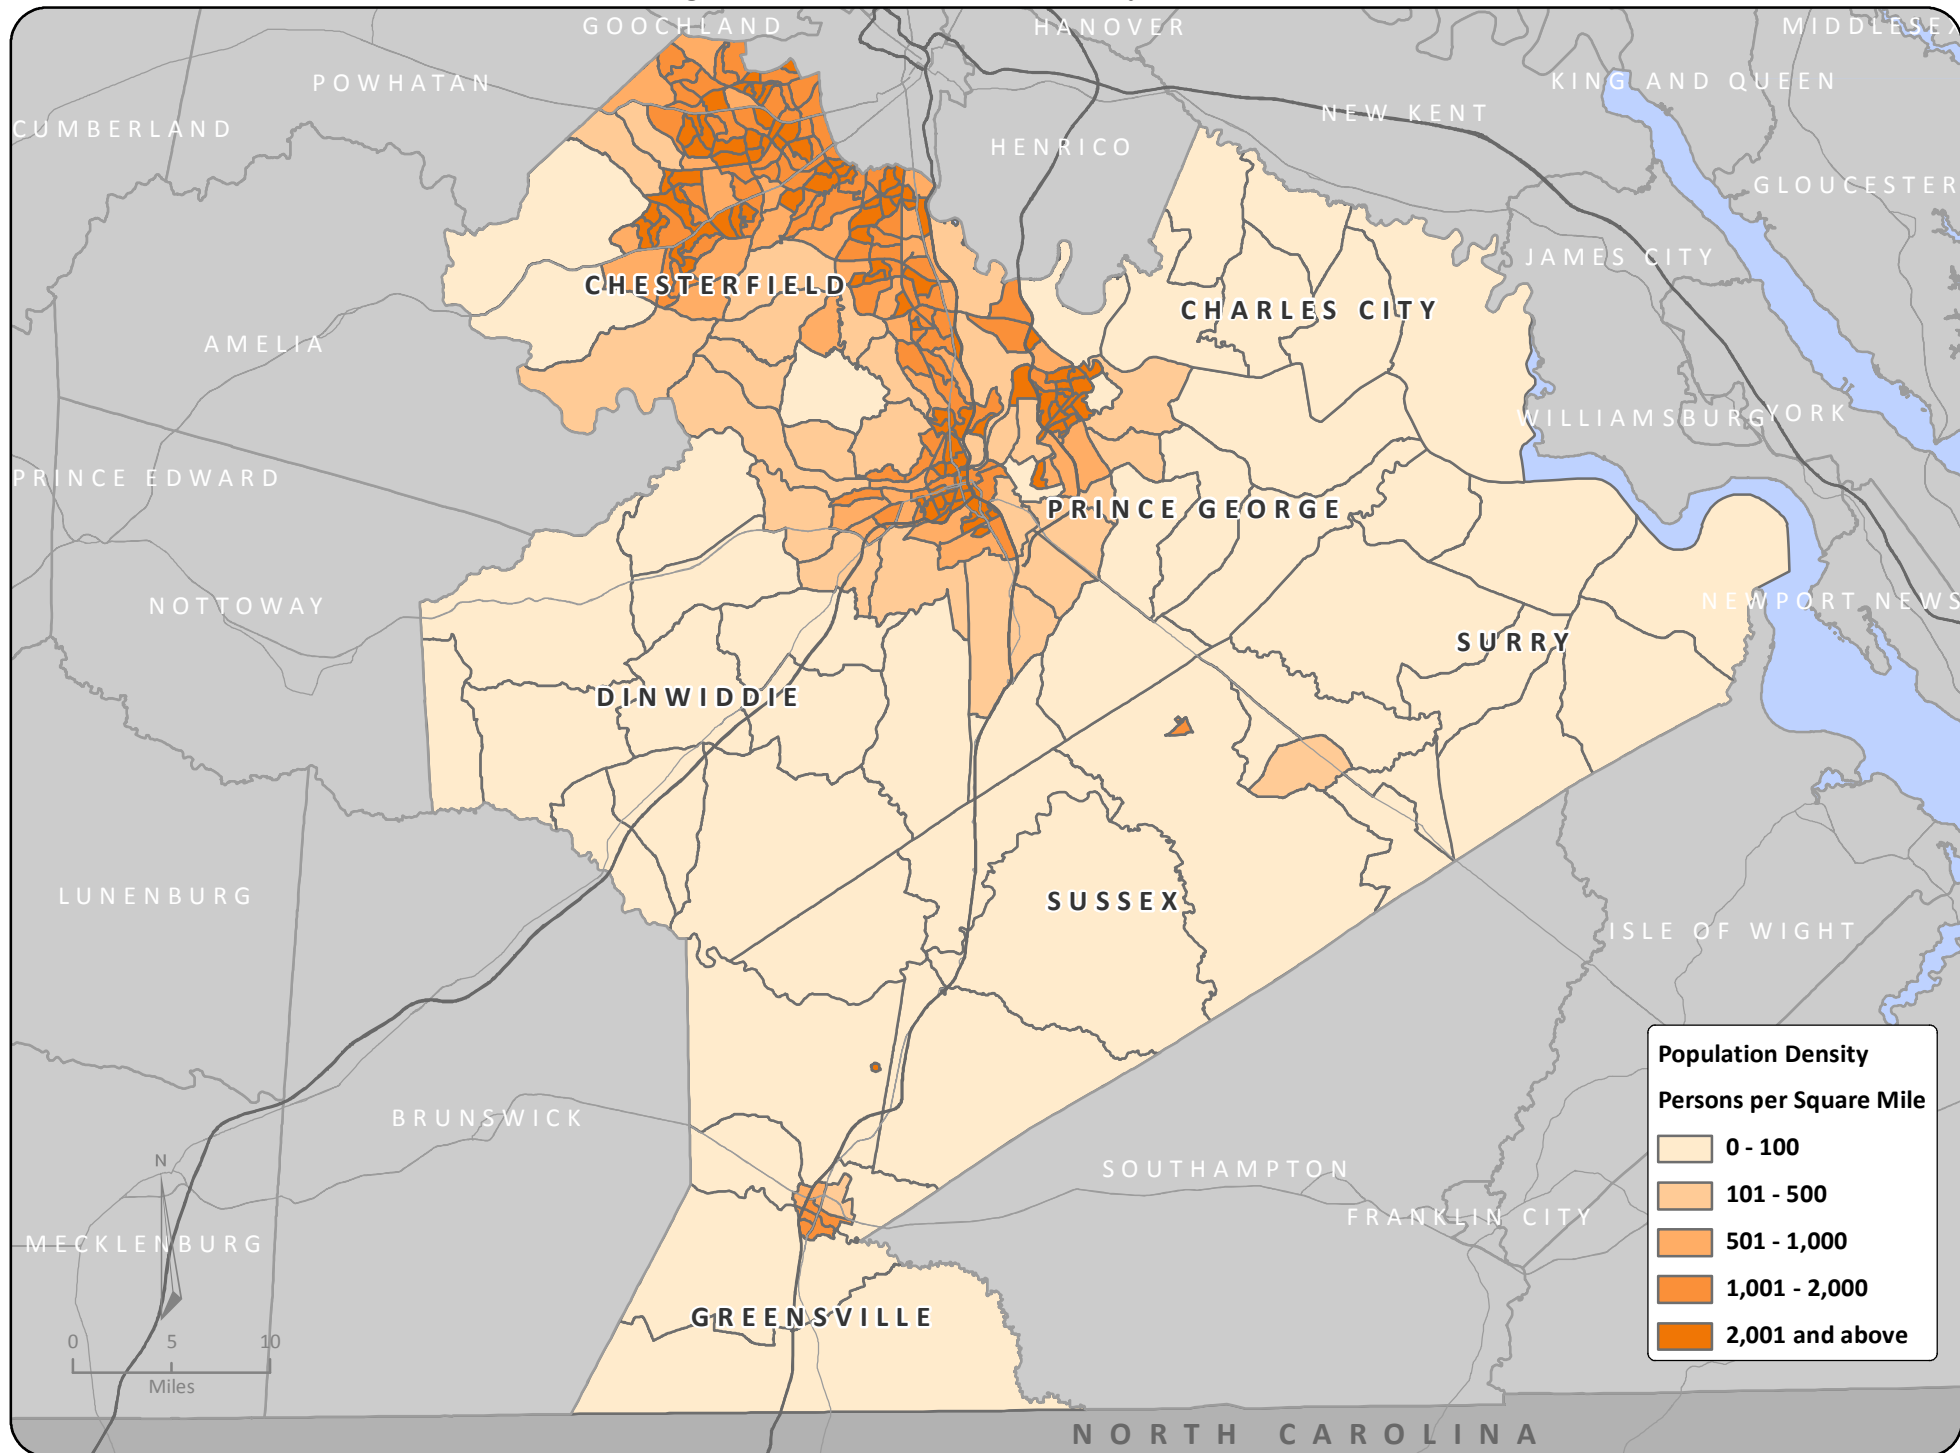 GOOCHLAND
HANOVER
MIDDLESEX
POWHATAN
KING AND QUEEN
NEW KENT
CUMBERLAND
HENRICO
GLOUCESTER
JAMES CITY
CHESTERFIELD
CHARLES CITY
AMELIA
WILLIAMSBURG
YORK
PRINCE EDWARD
PRINCE GEORGE
NOTTOWAY
NEWPORT NEWS
SURRY
DINWIDDIE
LUNENBURG
SUSSEX
ISLE OF WIGHT
BRUNSWICK
SOUTHAMPTON
FRANKLIN CITY
MECKLENBURG
GREENSVILLE
N
0 5 10
Miles
Population Density
Persons per Square Mile
0 - 100
101 - 500
501 - 1,000
1,001 - 2,000
2,001 and above
NORTH CAROLINA